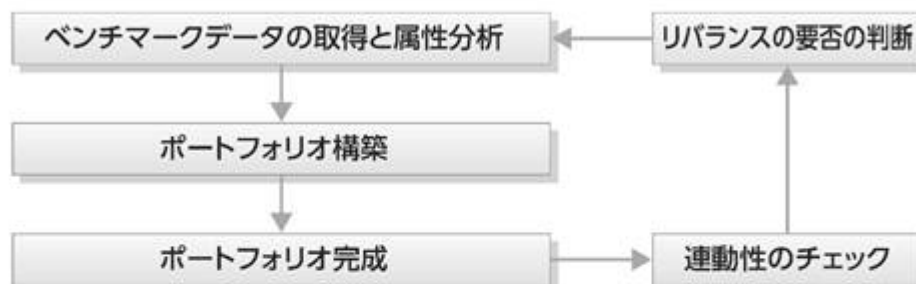 ベンチマークデータの取得と属性分析
リバランスの要否の判断
ポートフォリオ構築
ポートフォリオ完成
連動性のチェック